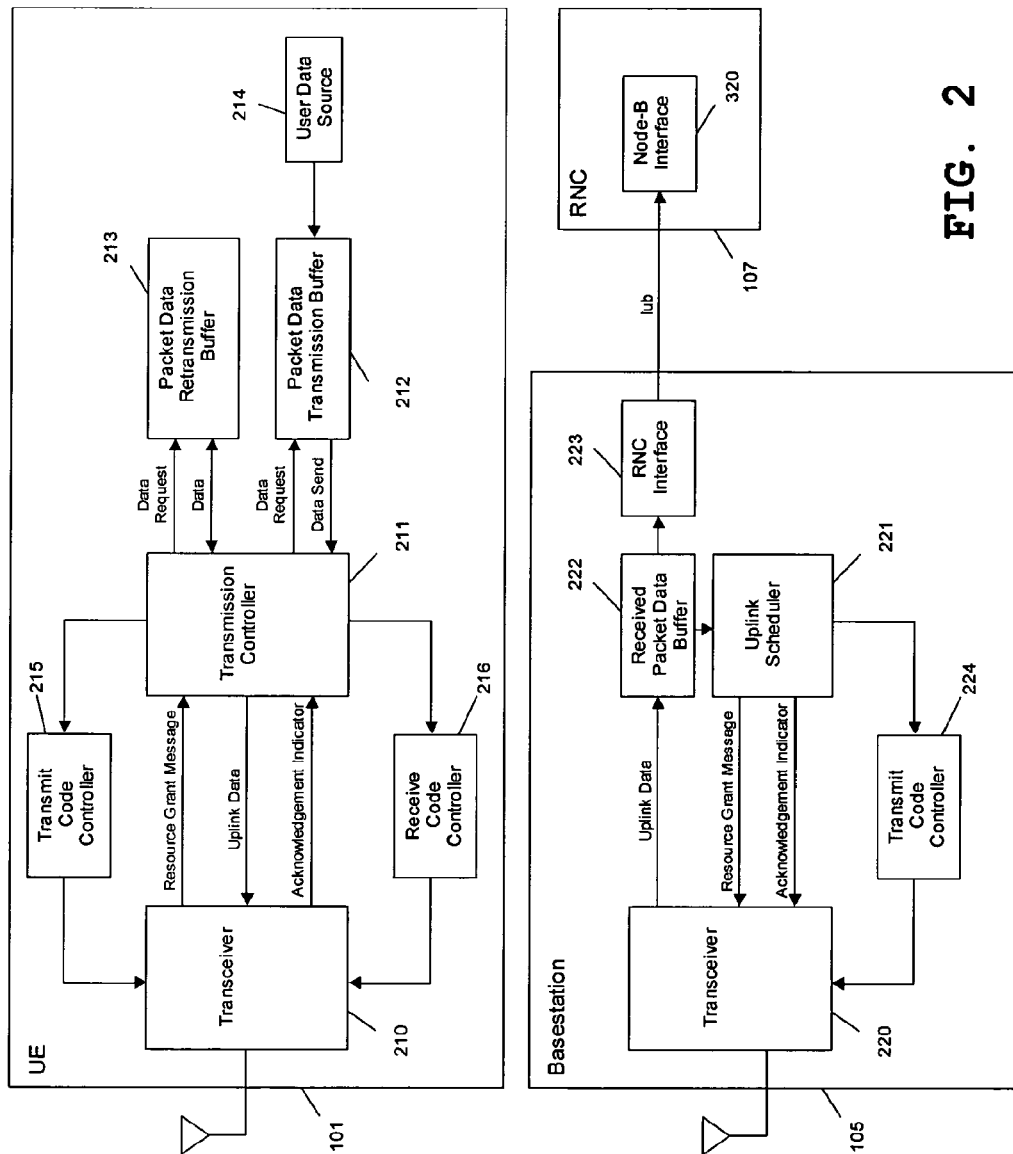 UE
101
Transceiver
210
Transmit
Code
Controller
215
Resource Grant Message
Uplink Data
Acknowledgement Indicator
Receive
Code
Controller
216
Transmission
Controller
211
Data
Request
Data
Data
Request
Data Send
Packet Data
Retransmission
Buffer
213
Packet Data
Transmission Buffer
212
User Data
Source
214
Basestation
105
Transceiver
220
Uplink Data
Resource Grant Message
Acknowledgement Indicator
Transmit
Code
Controller
224
Received
Packet Data
Buffer
222
Uplink
Scheduler
221
RNC
Interface
223
Iub
RNC
107
Node-B
Interface
320
FIG. 2